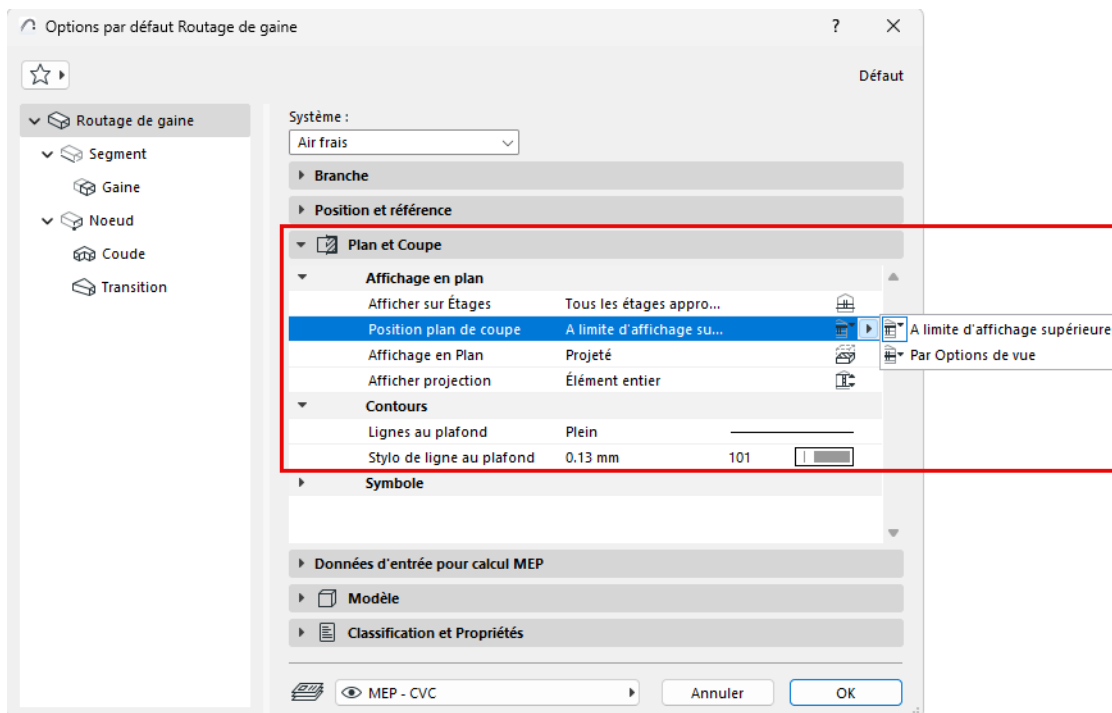 Options par défaut Routage de gaine ?
Défaut
Routage de gaine
Segment
Gaine
Noeud
Coude
Transition
Système :
Air frais
Branche
Position et référence
Plan et Coupe
Affichage en plan
Afficher sur Étages Tous les étages appro...
Position plan de coupe A limite d'affichage su...
A limite d'affichage supérieure
Par Options de vue
Affichage en Plan Projeté
Afficher projection Élément entier
Contours
Lignes au plafond Plein
Stylo de ligne au plafond 0.13 mm 101
Symbole
Données d'entrée pour calcul MEP
Modèle
Classification et Propriétés
MEP - CVC Annuler OK